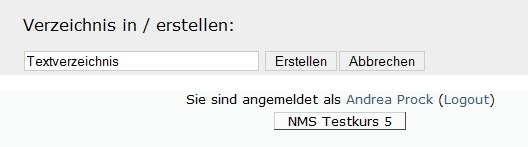 Verzeichnis in / erstellen:
Textverzeichnis Erstellen Abbrechen
Sie sind angemeldet als Andrea Prock (Logout)
NMS Testkurs 5